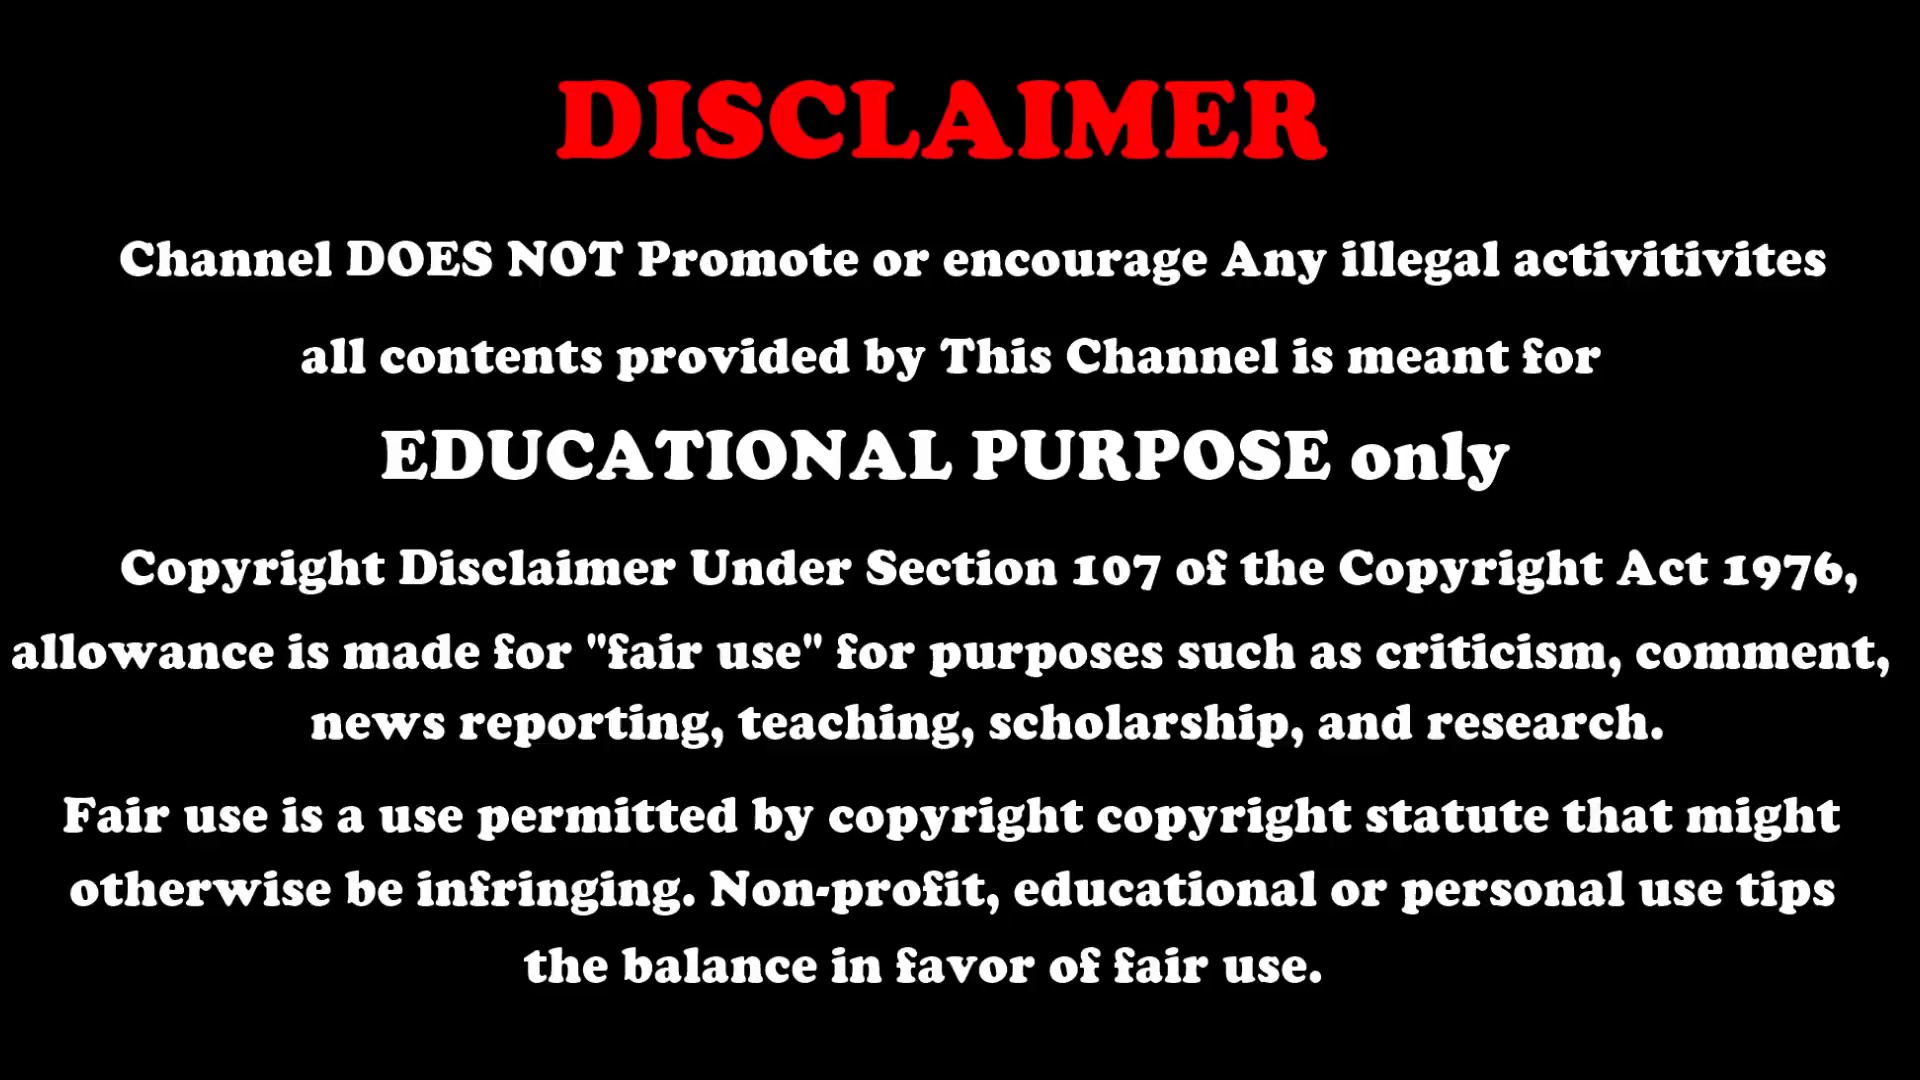 DISCLAIMER
Channel DOES NOT Promote or encourage Any illegal activitivites
all contents provided by This Channel is meant for
EDUCATIONAL PURPOSE only
Copyright Disclaimer Under Section 107 of the Copyright Act 1976,
allowance is made for "fair use" for purposes such as criticism, comment,
news reporting, teaching, scholarship, and research.
Fair use is a use permitted by copyright copyright statute that might
otherwise be infringing. Non-profit, educational or personal use tips
the balance in favor of fair use.